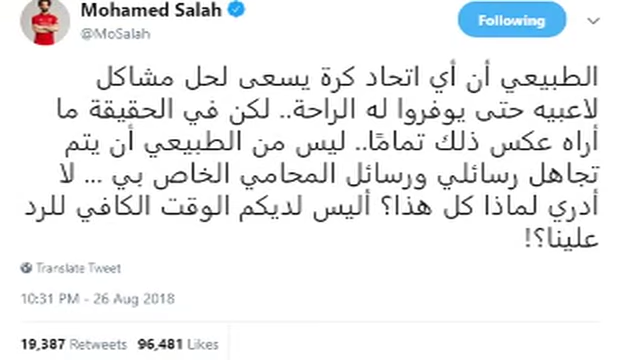 Mohamed Salah
@MoSalah
Following
الطبيعي أن أي اتحاد كرة يسعى لحل مشاكل
لاعبيه حتى يوفروا له الراحة.. لكن في الحقيقة ما
أراه عكس ذلك تمامًا.. ليس من الطبيعي أن يتم
تجاهل رسائلي ورسائل المحامي الخاص بي ... لا
أدري لماذا كل هذا؟ أليس لديكم الوقت الكافي للرد
علينا؟!
Translate Tweet
10:31 PM - 26 Aug 2018
19,387 Retweets 96,481 Likes